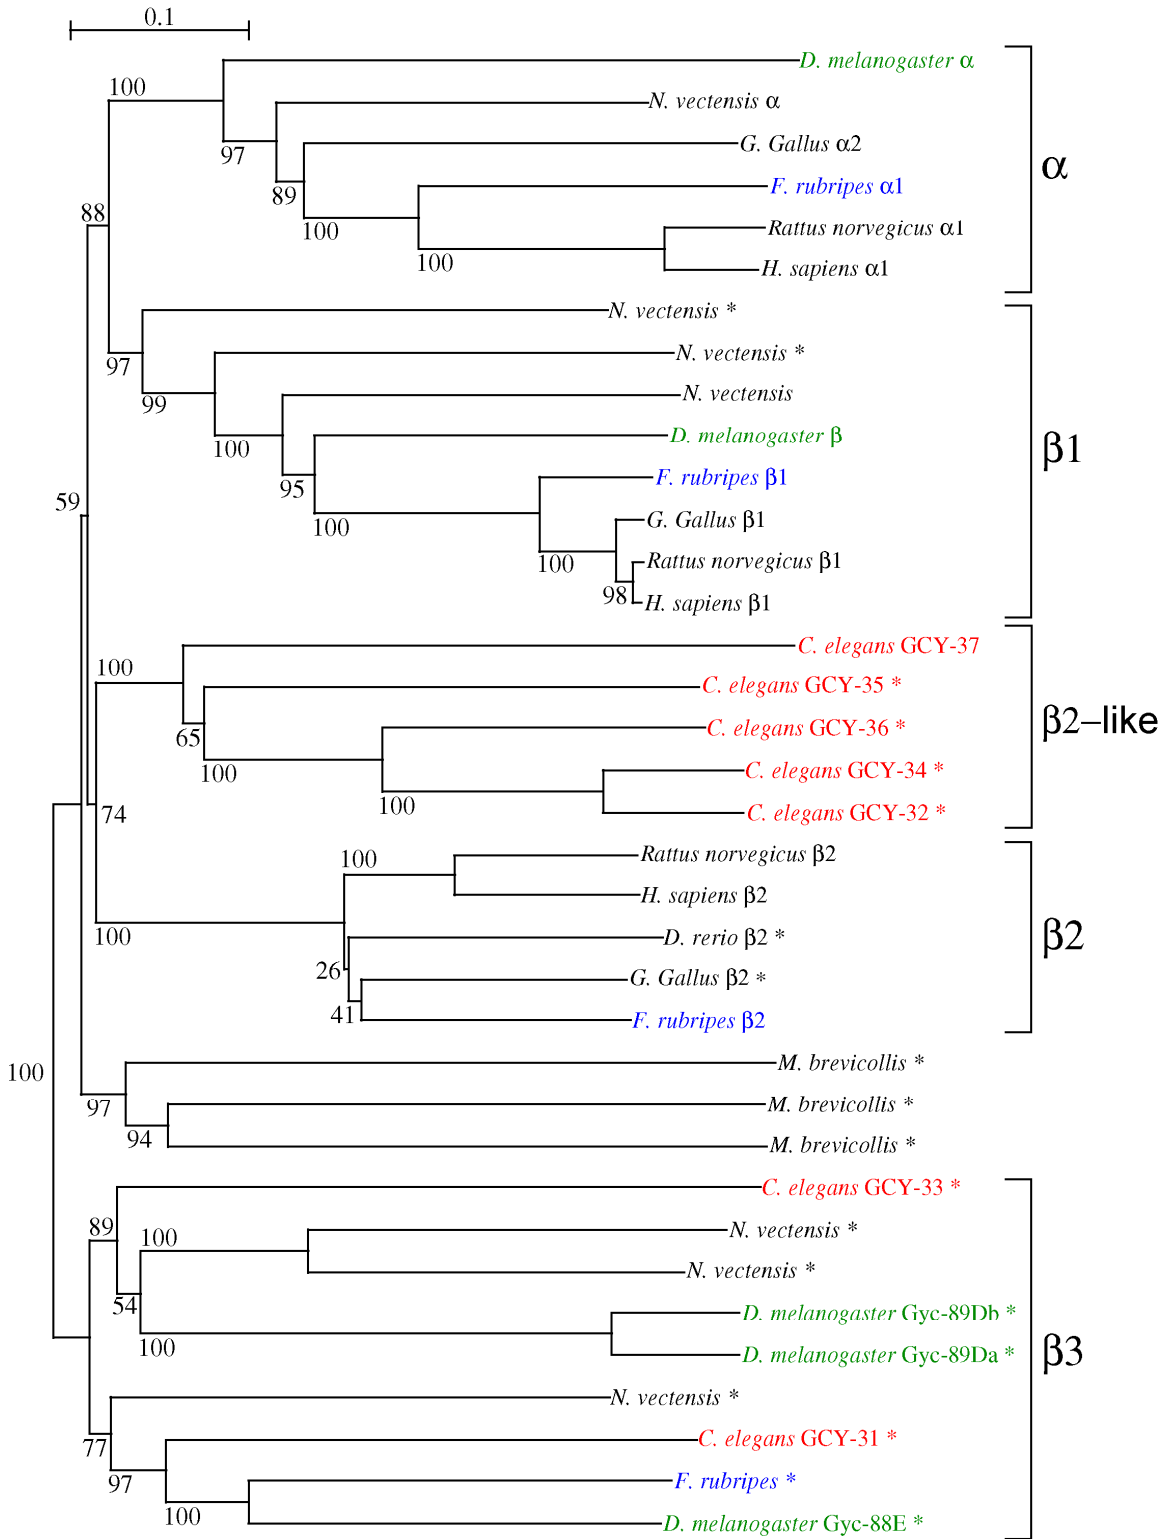 0.1
D. melanogaster α
100
N. vectensis α
97
G. Gallus α2
α
F. rubripes α1
89
88
Rattus norvegicus α1
100
100
H. sapiens α1
N. vectensis *
N. vectensis *
97
N. vectensis
99
D. melanogaster β
100
β1
F. rubripes β1
95
59
G. Gallus β1
100
Rattus norvegicus β1
100
98
H. sapiens β1
C. elegans GCY-37
100
C. elegans GCY-35 *
β2–like
C. elegans GCY-36 *
65
C. elegans GCY-34 *
100
100
C. elegans GCY-32 *
74
Rattus norvegicus β2
100
H. sapiens β2
D. rerio β2 *
β2
100
26
G. Gallus β2 *
41
F. rubripes β2
M. brevicollis *
100
97
M. brevicollis *
94
M. brevicollis *
C. elegans GCY-33 *
89
N. vectensis *
100
N. vectensis *
54
D. melanogaster Gyc-89Db *
100
D. melanogaster Gyc-89Da *
β3
N. vectensis *
77
C. elegans GCY-31 *
97
F. rubripes *
100
D. melanogaster Gyc-88E *